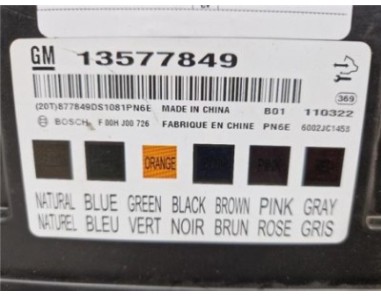 GM 13577849
369
(20T)877849DS1081PN6E MADE IN CHINA B01 110322
BOSCH F 00H J00 726 FABRIQUE EN CHINE PN6E 6002JC1453
ORANGE
NATURAL BLUE GREEN BLACK BROWN PINK GRAY
NATUREL BLEU VERT NOIR BRUN ROSE GRIS